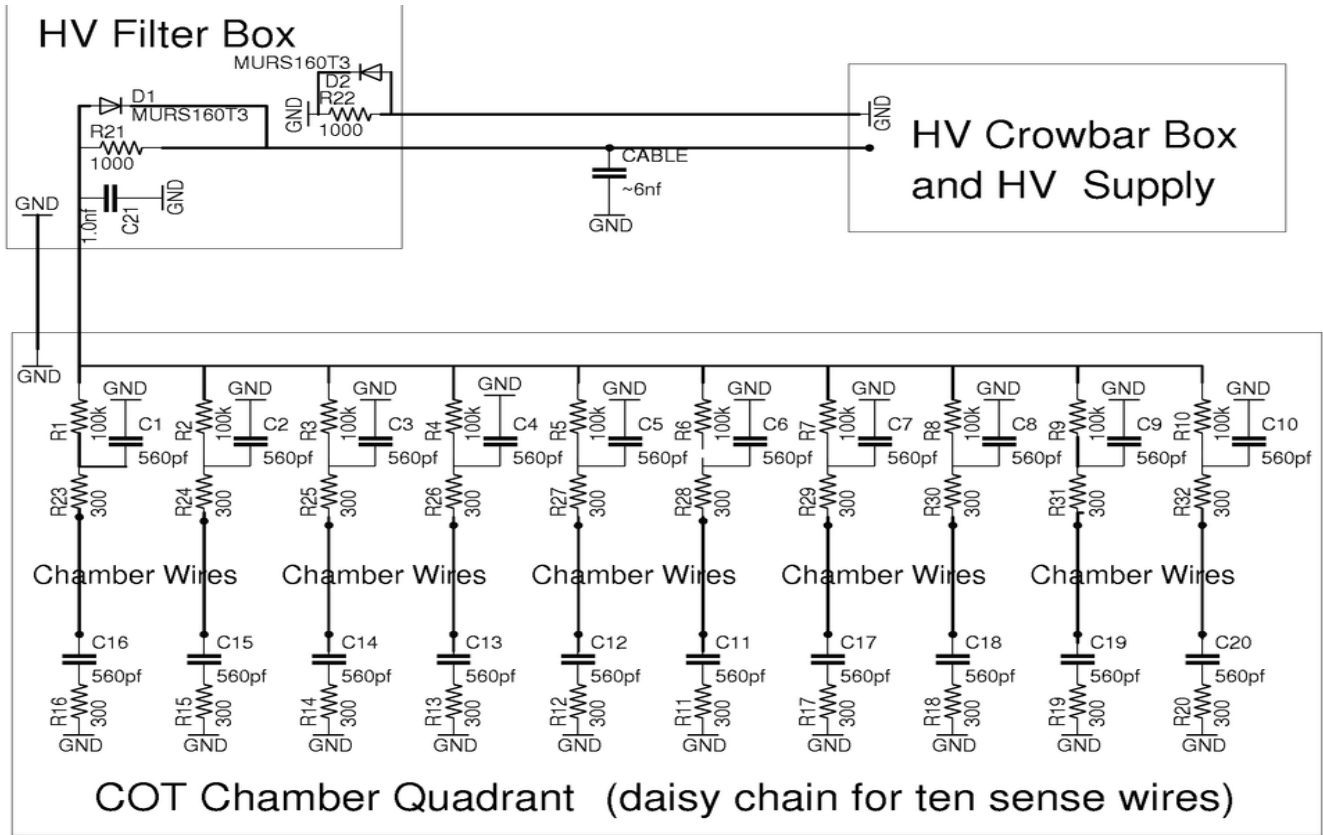 HV Filter Box
MURS160T3
D2
R22
1000
GND
GND
D1
MURS160T3
R21
1000
HV Crowbar Box
and HV Supply
CABLE
~6nf
GND
GND
1.0nf
C21
GND
GND
GND GND GND GND GND GND GND GND GND GND
R1 100k C1 R2 100k C2 R3 100k C3 R4 100k C4 R5 100k C5 R6 100k C6 R7 100k C7 R8 100k C8 R9 100k C9 R10 100k C10
560pf 560pf 560pf 560pf 560pf 560pf 560pf 560pf 560pf 560pf
R23 300 R24 300 R25 300 R26 300 R27 300 R28 300 R29 300 R30 300 R31 300 R32 300
Chamber Wires Chamber Wires Chamber Wires Chamber Wires Chamber Wires
C16 C15 C14 C13 C12 C11 C17 C18 C19 C20
560pf 560pf 560pf 560pf 560pf 560pf 560pf 560pf 560pf 560pf
R16 300 R15 300 R14 300 R13 300 R12 300 R11 300 R17 300 R18 300 R19 300 R20 300
GND GND GND GND GND GND GND GND GND GND
COT Chamber Quadrant (daisy chain for ten sense wires)